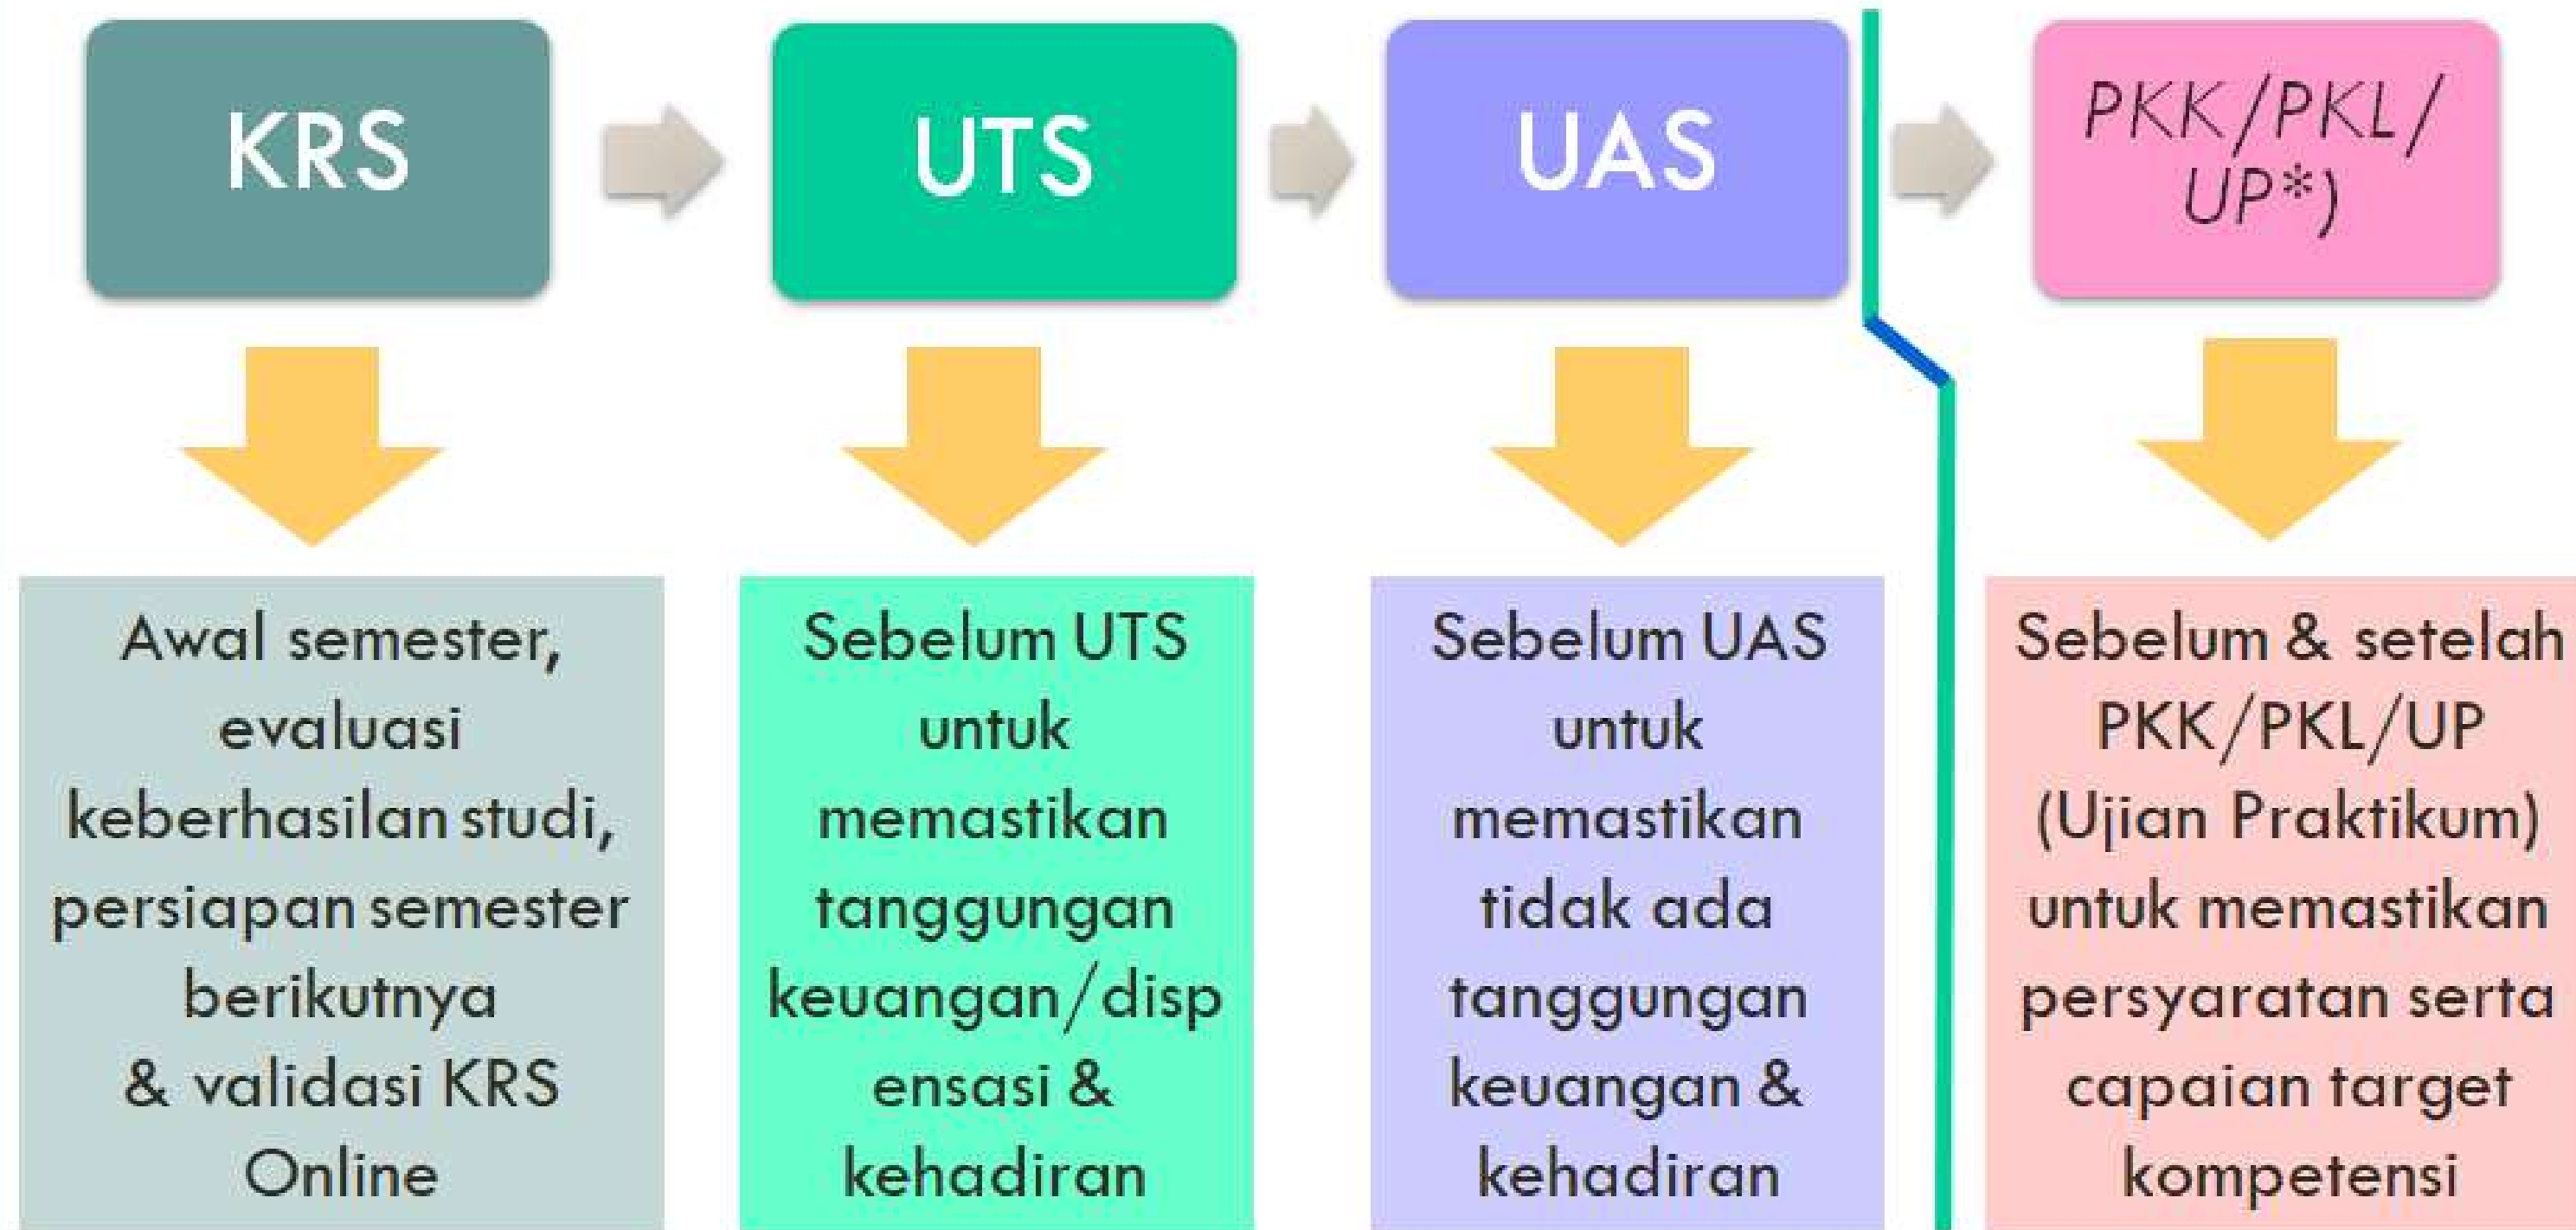 KRS
UTS
UAS
PKK/PKL/
UP*)
Awal semester,
evaluasi
keberhasilan studi,
persiapan semester
berikutnya
& validasi KRS
Online
Sebelum UTS
untuk
memastikan
tanggungan
keuangan/disp
ensasi &
kehadiran
Sebelum UAS
untuk
memastikan
tidak ada
tanggungan
keuangan &
kehadiran
Sebelum & setelah
PKK/PKL/UP
(Ujian Praktikum)
untuk memastikan
persyaratan serta
capaian target
kompetensi